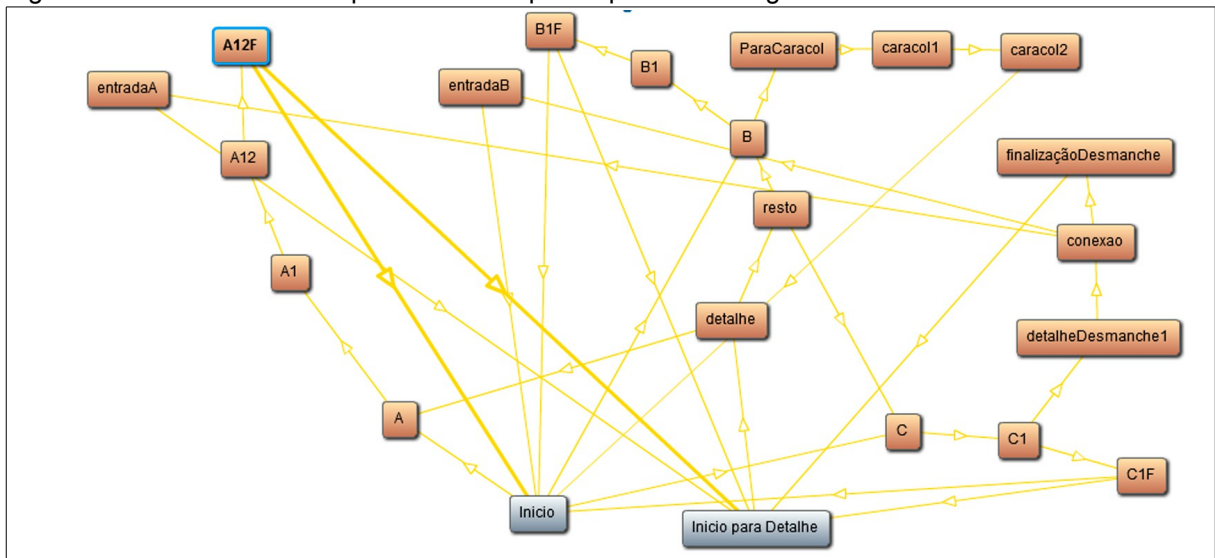 A12F
B1F
ParaCaracol
caracol1
caracol2
B1
entradaA
entradaB
B
A12
finalizaçãoDesmanche
resto
conexao
A1
detalhe
detalheDesmanche1
A
C
C1
C1F
Inicio
Inicio para Detalhe